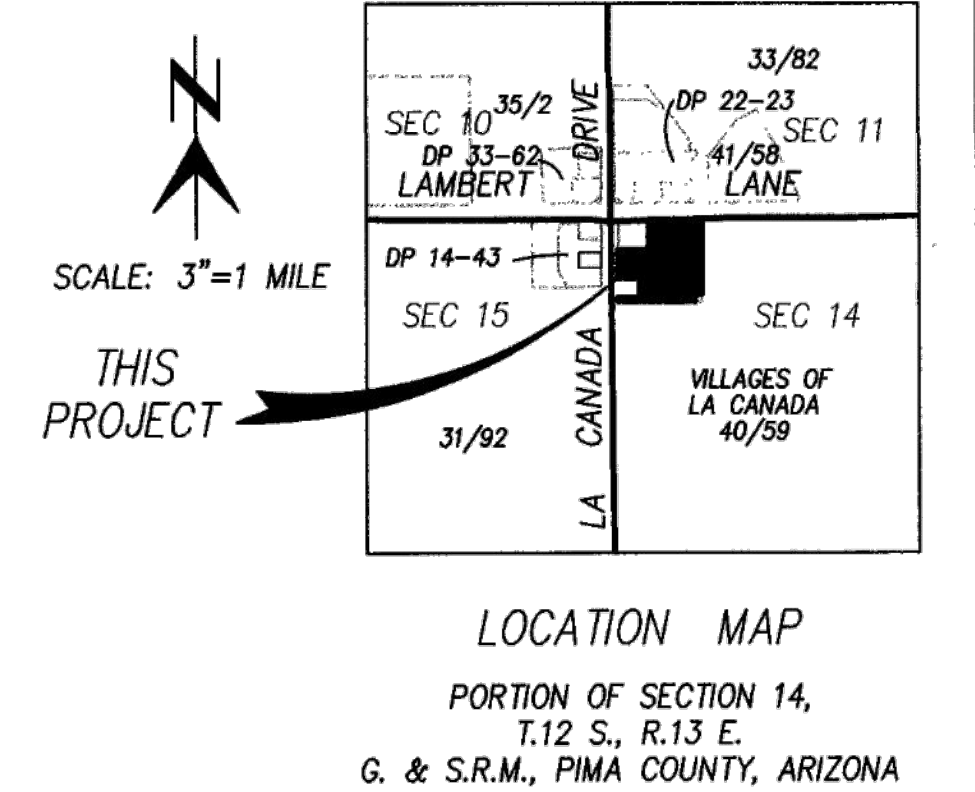 N
SCALE: 3"=1 MILE
THIS
PROJECT
33/82
35/2
DP 22-23
SEC 10
SEC 11
DRIVE
DP 33-62
41/58
LAMBERT
LANE
DP 14-43
SEC 15
SEC 14
LA CANADA
VILLAGES OF
LA CANADA
40/59
31/92
LOCATION MAP
PORTION OF SECTION 14,
T.12 S., R.13 E.
G. & S.R.M., PIMA COUNTY, ARIZONA